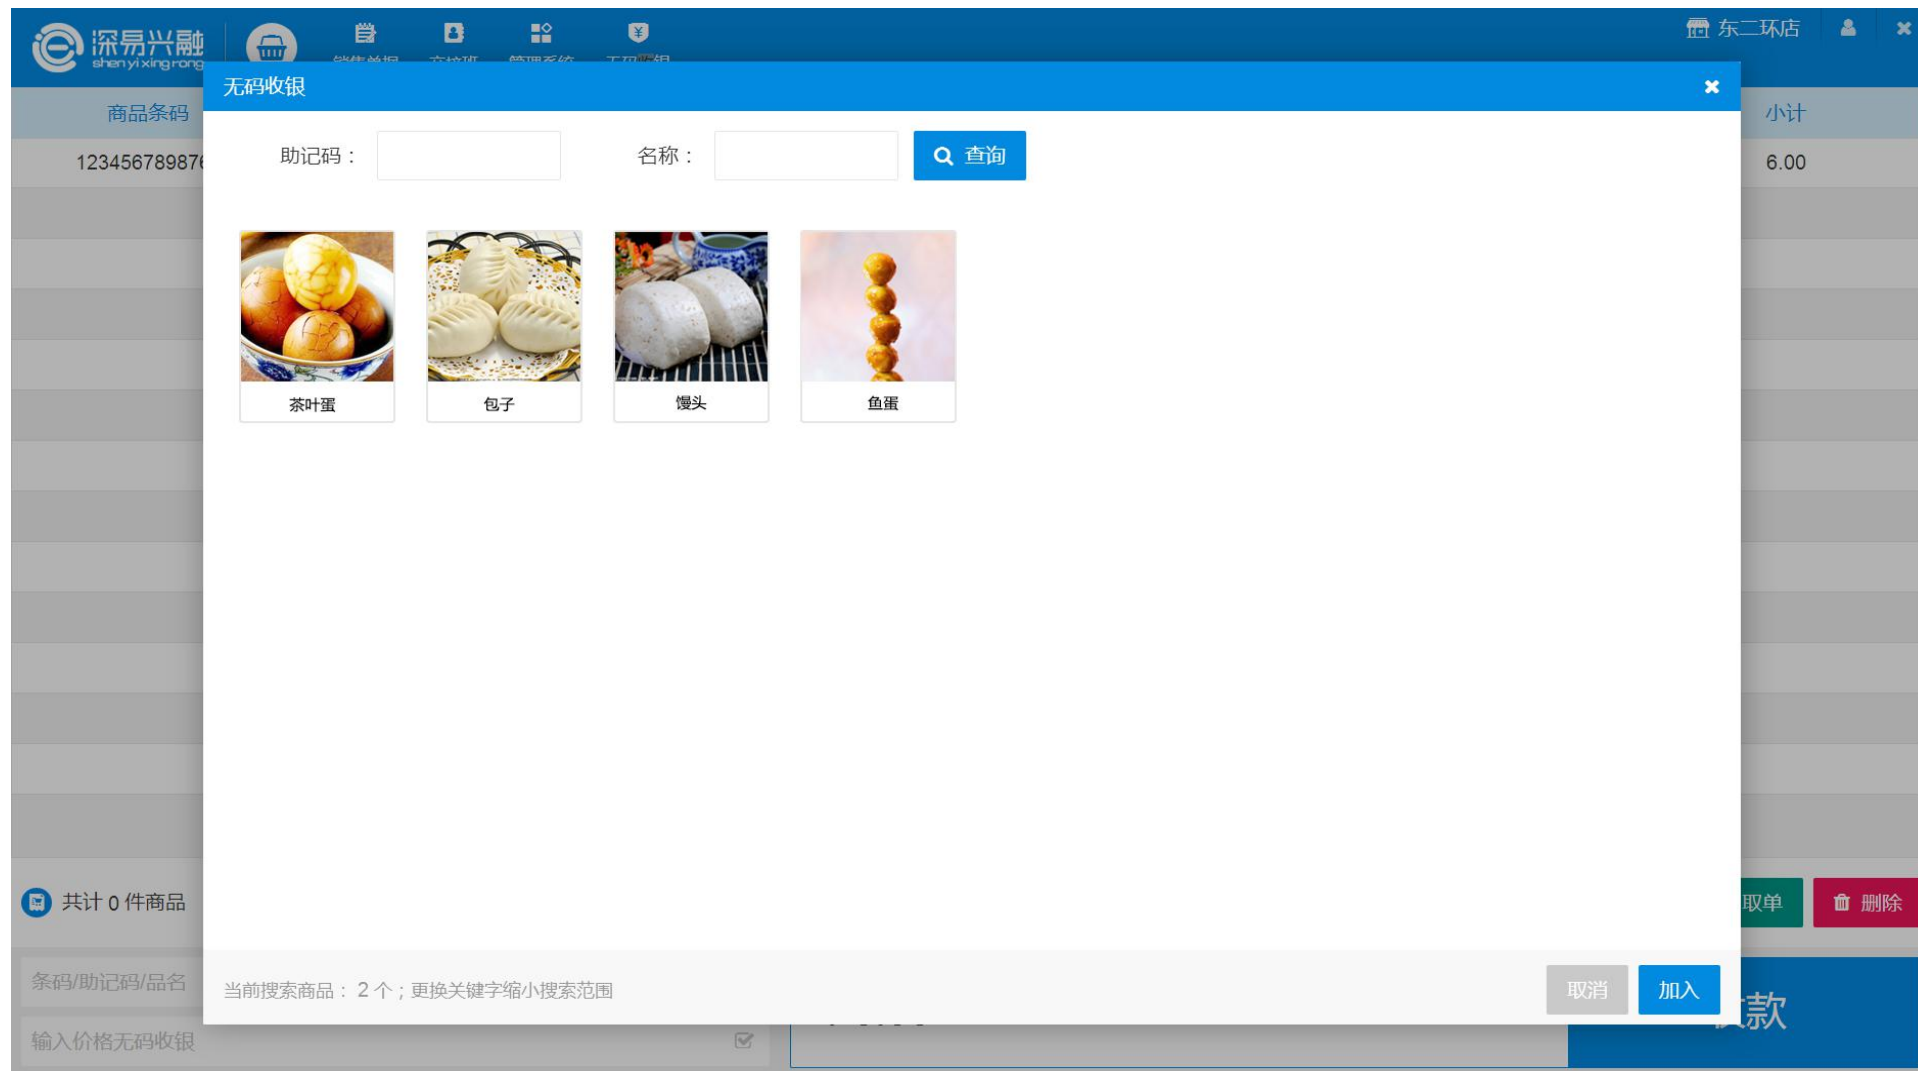 深易兴融
shenyixingrong
东二环店
无码收银
商品条码
小计
助记码：
名称：
查询
123456789876
6.00
茶叶蛋
包子
馒头
鱼蛋
共计 0 件商品
取单
删除
条码/助记码/品名
当前搜索商品： 2 个；更换关键字缩小搜索范围
取消
加入
款
输入价格无码收银